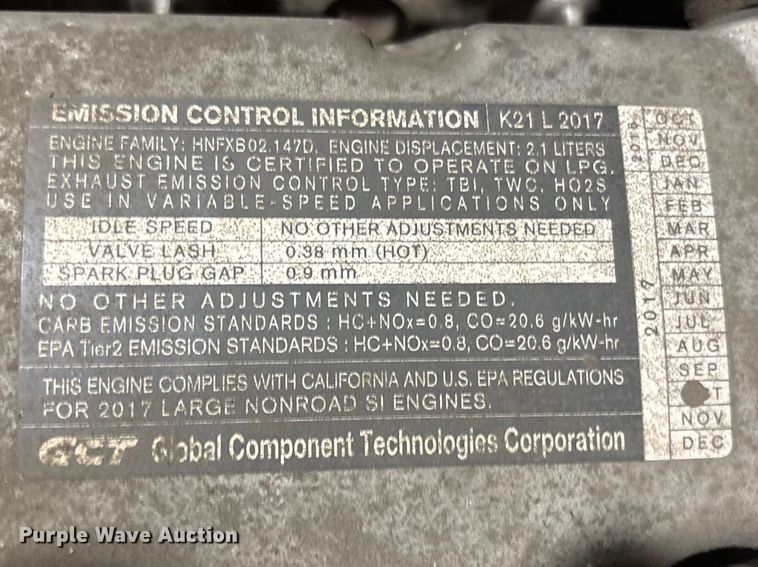 EMISSION CONTROL INFORMATION K21 L 2017
ENGINE FAMILY: HNFXB02.147D, ENGINE DISPLACEMENT: 2.1 LITERS
THIS ENGINE IS CERTIFIED TO OPERATE ON LPG.
EXHAUST EMISSION CONTROL TYPE: TBI, TWC, HO2S
USE IN VARIABLE-SPEED APPLICATIONS ONLY
IDLE SPEED NO OTHER ADJUSTMENTS NEEDED
VALVE LASH 0.38 mm (HOT)
SPARK PLUG GAP 0.9 mm
NO OTHER ADJUSTMENTS NEEDED.
CARB EMISSION STANDARDS : HC+NOx=0.8, CO=20.6 g/kW-hr
EPA Tier2 EMISSION STANDARDS : HC+NOx=0.8, CO=20.6 g/kW-hr
THIS ENGINE COMPLIES WITH CALIFORNIA AND U.S. EPA REGULATIONS
FOR 2017 LARGE NONROAD SI ENGINES.
GCT Global Component Technologies Corporation
2016
OCT
NOV
DEC
2017
JAN
FEB
MAR
APR
MAY
JUN
JUL
AUG
SEP
NOV
DEC
Purple Wave Auction